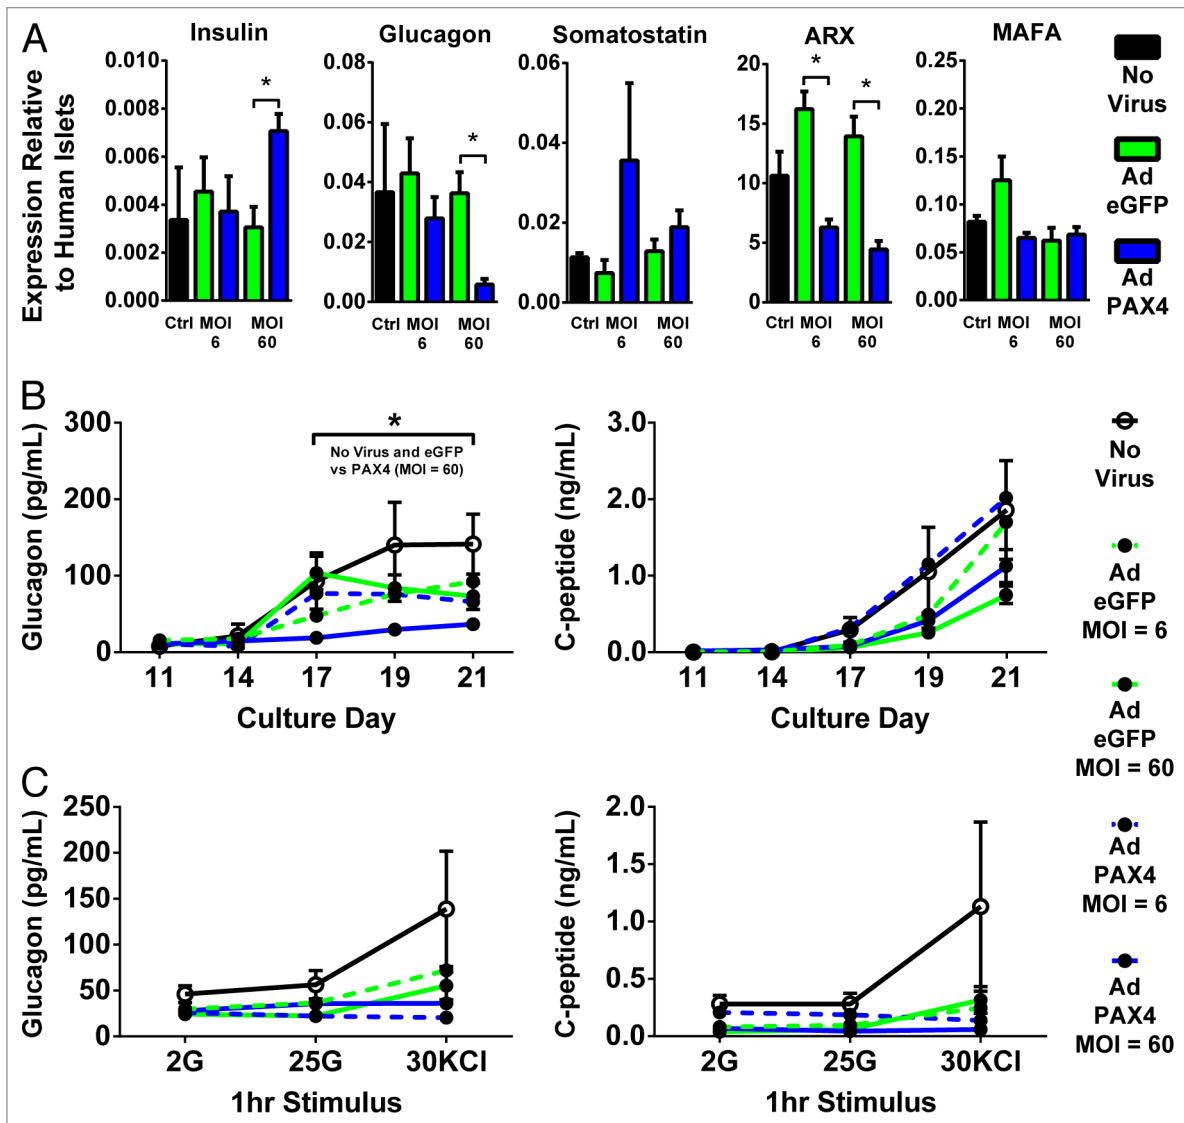 A
Insulin
Glucagon
Somatostatin
ARX
MAFA
Expression Relative
to Human Islets
0.010
0.008
0.006
0.004
0.002
0.000
*
Ctrl MOI MOI
6 60
0.08
0.06
0.04
0.02
0.00
*
Ctrl MOI MOI
6 60
0.06
0.04
0.02
0.00
Ctrl MOI MOI
6 60
20
15
10
5
0
* *
Ctrl MOI MOI
6 60
0.25
0.20
0.15
0.10
0.05
0.00
Ctrl MOI MOI
6 60
No
Virus
Ad
eGFP
Ad
PAX4
B
Glucagon (pg/mL)
300
200
100
0
*
No Virus and eGFP
vs PAX4 (MOI = 60)
11 14 17 19 21
Culture Day
C-peptide (ng/mL)
3.0
2.0
1.0
0.0
11 14 17 19 21
Culture Day
No
Virus
Ad
eGFP
MOI = 6
Ad
eGFP
MOI = 60
Ad
PAX4
MOI = 6
Ad
PAX4
MOI = 60
C
Glucagon (pg/mL)
250
200
150
100
50
0
2G 25G 30KCl
1hr Stimulus
C-peptide (ng/mL)
2.0
1.5
1.0
0.5
0.0
2G 25G 30KCl
1hr Stimulus